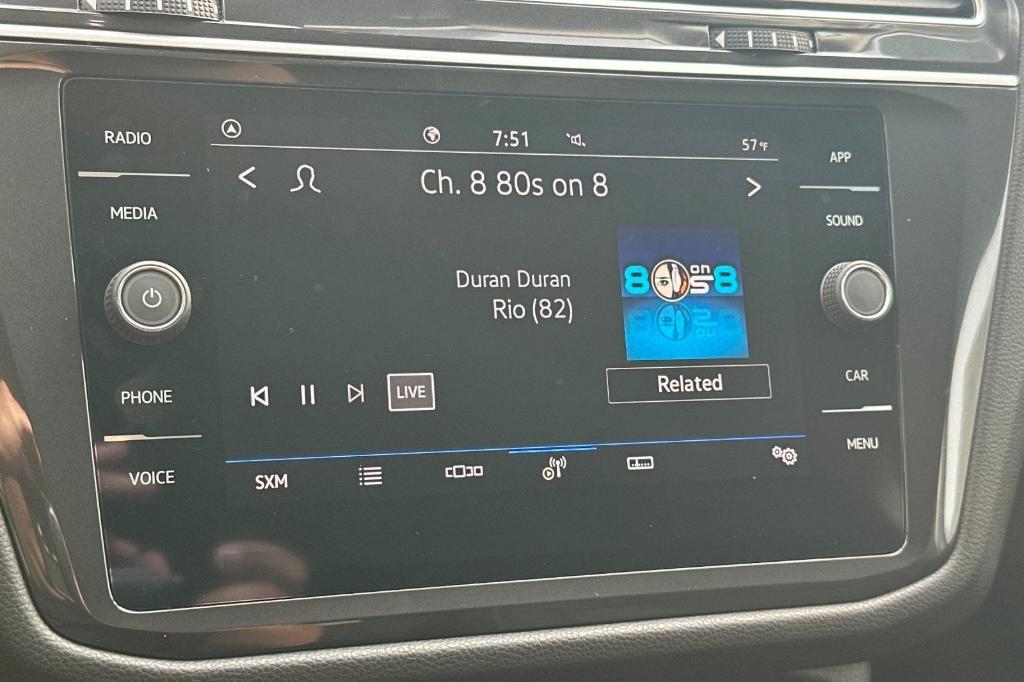 RADIO
MEDIA
PHONE
VOICE
7:51
57°F
Ch. 8 80s on 8
Duran Duran
Rio (82)
8 on 8
LIVE
Related
SXM
APP
SOUND
CAR
MENU